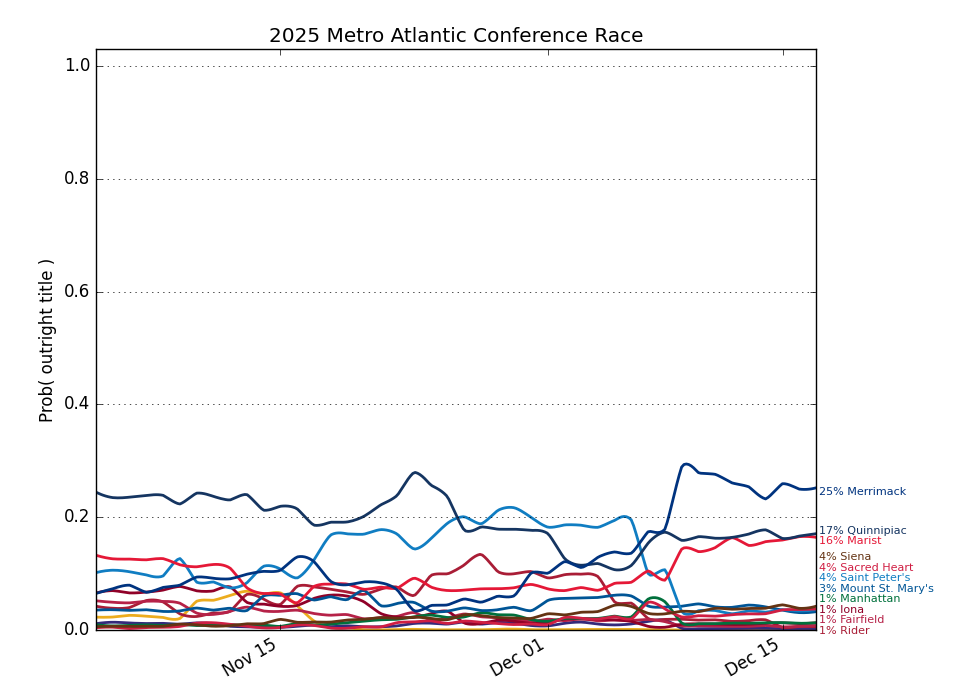 2025 Metro Atlantic Conference Race
Prob( outright title )
1.0
0.8
0.6
0.4
0.2
0.0
Nov 15
Dec 01
Dec 15
25% Merrimack
17% Quinnipiac
16% Marist
4% Siena
4% Sacred Heart
4% Saint Peter's
3% Mount St. Mary's
1% Manhattan
1% Iona
1% Fairfield
1% Rider